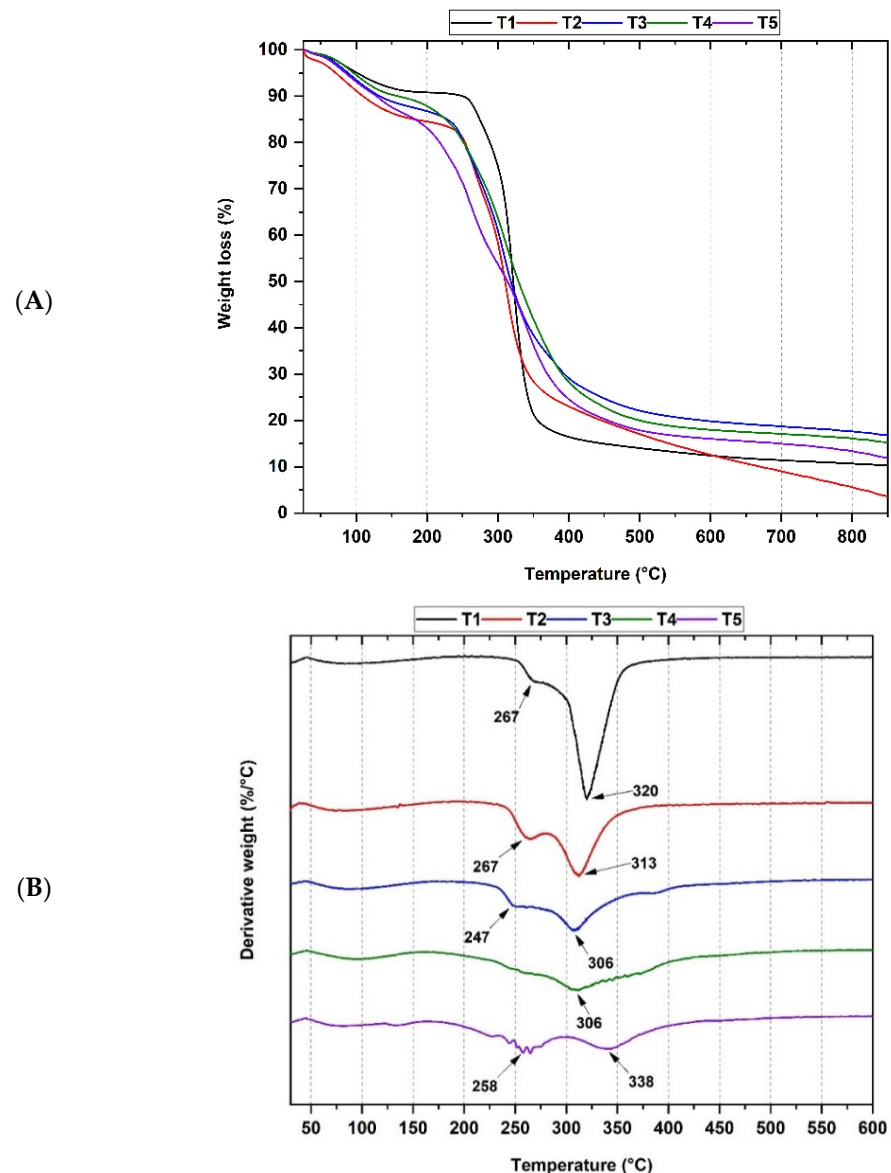 T1 T2 T3 T4 T5
100
90
80
70
60
50
40
30
20
10
0
Weight loss (%)
(A)
100 200 300 400 500 600 700 800
Temperature (°C)
T1 T2 T3 T4 T5
267
320
267
313
247
306
306
258
338
Derivative weight (%/°C)
(B)
50 100 150 200 250 300 350 400 450 500 550 600
Temperature (°C)